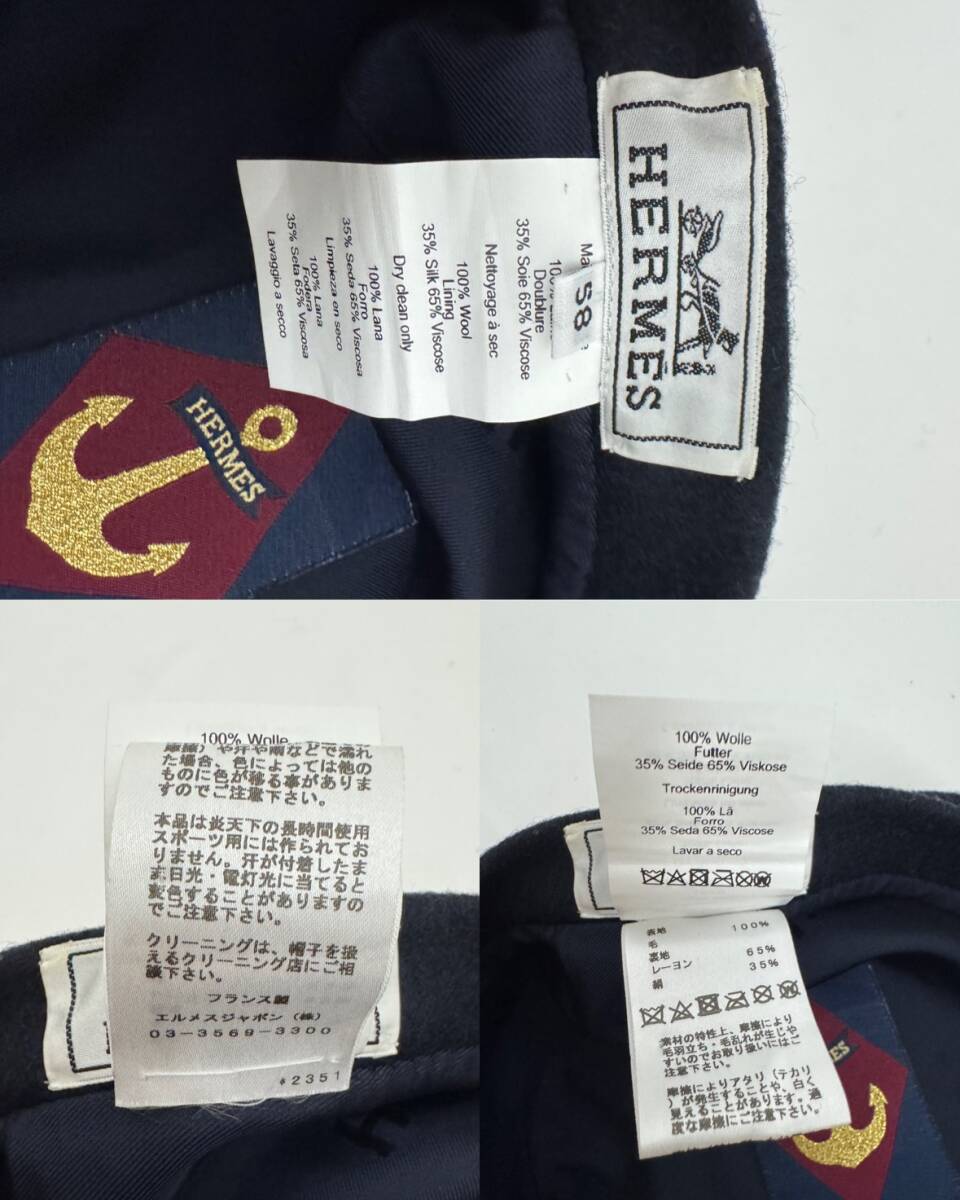 HERMÈS
58
Ma
100%
Doublure
35% Soie 65% Viscose
Nettoyage à sec
100% Wool
Lining
35% Silk 65% Viscose
Dry clean only
100% Lana
Forro
35% Seda 65% Viscosa
Limpieza en seco
100% Lana
Fodera
35% Seta 65% Viscosa
Lavaggio a secco
HERMES
100% Wolle
摩擦）や汗や雨などで濡れ
た場合、色によっては他の
ものに色が移る事がありま
すのでご注意下さい。
本品は炎天下の長時間使用
スポーツ用には作られてお
りません。汗が付着したま
ま日光・電灯光に当てると
変色することがありますの
でご注意下さい。
クリーニングは、帽子を扱
えるクリーニング店にご相
談下さい。
フランス製
エルメスジャポン（株）
03-3569-3300
2351
100% Wolle
Futter
35% Seide 65% Viskose
Trockenrinigung
100% Lã
Forro
35% Seda 65% Viscose
Lavar a seco
表地 100%
毛
裏地 65%
レーヨン 35%
絹
素材の特性上、摩擦により
毛羽立ち・毛乱れが生じや
すいのでお取り扱いにはご
注意下さい。
摩擦によりアタリ（テカリ
）が発生することや、白く
見えることがあります。過
度な摩擦にご注意下さい。
MES